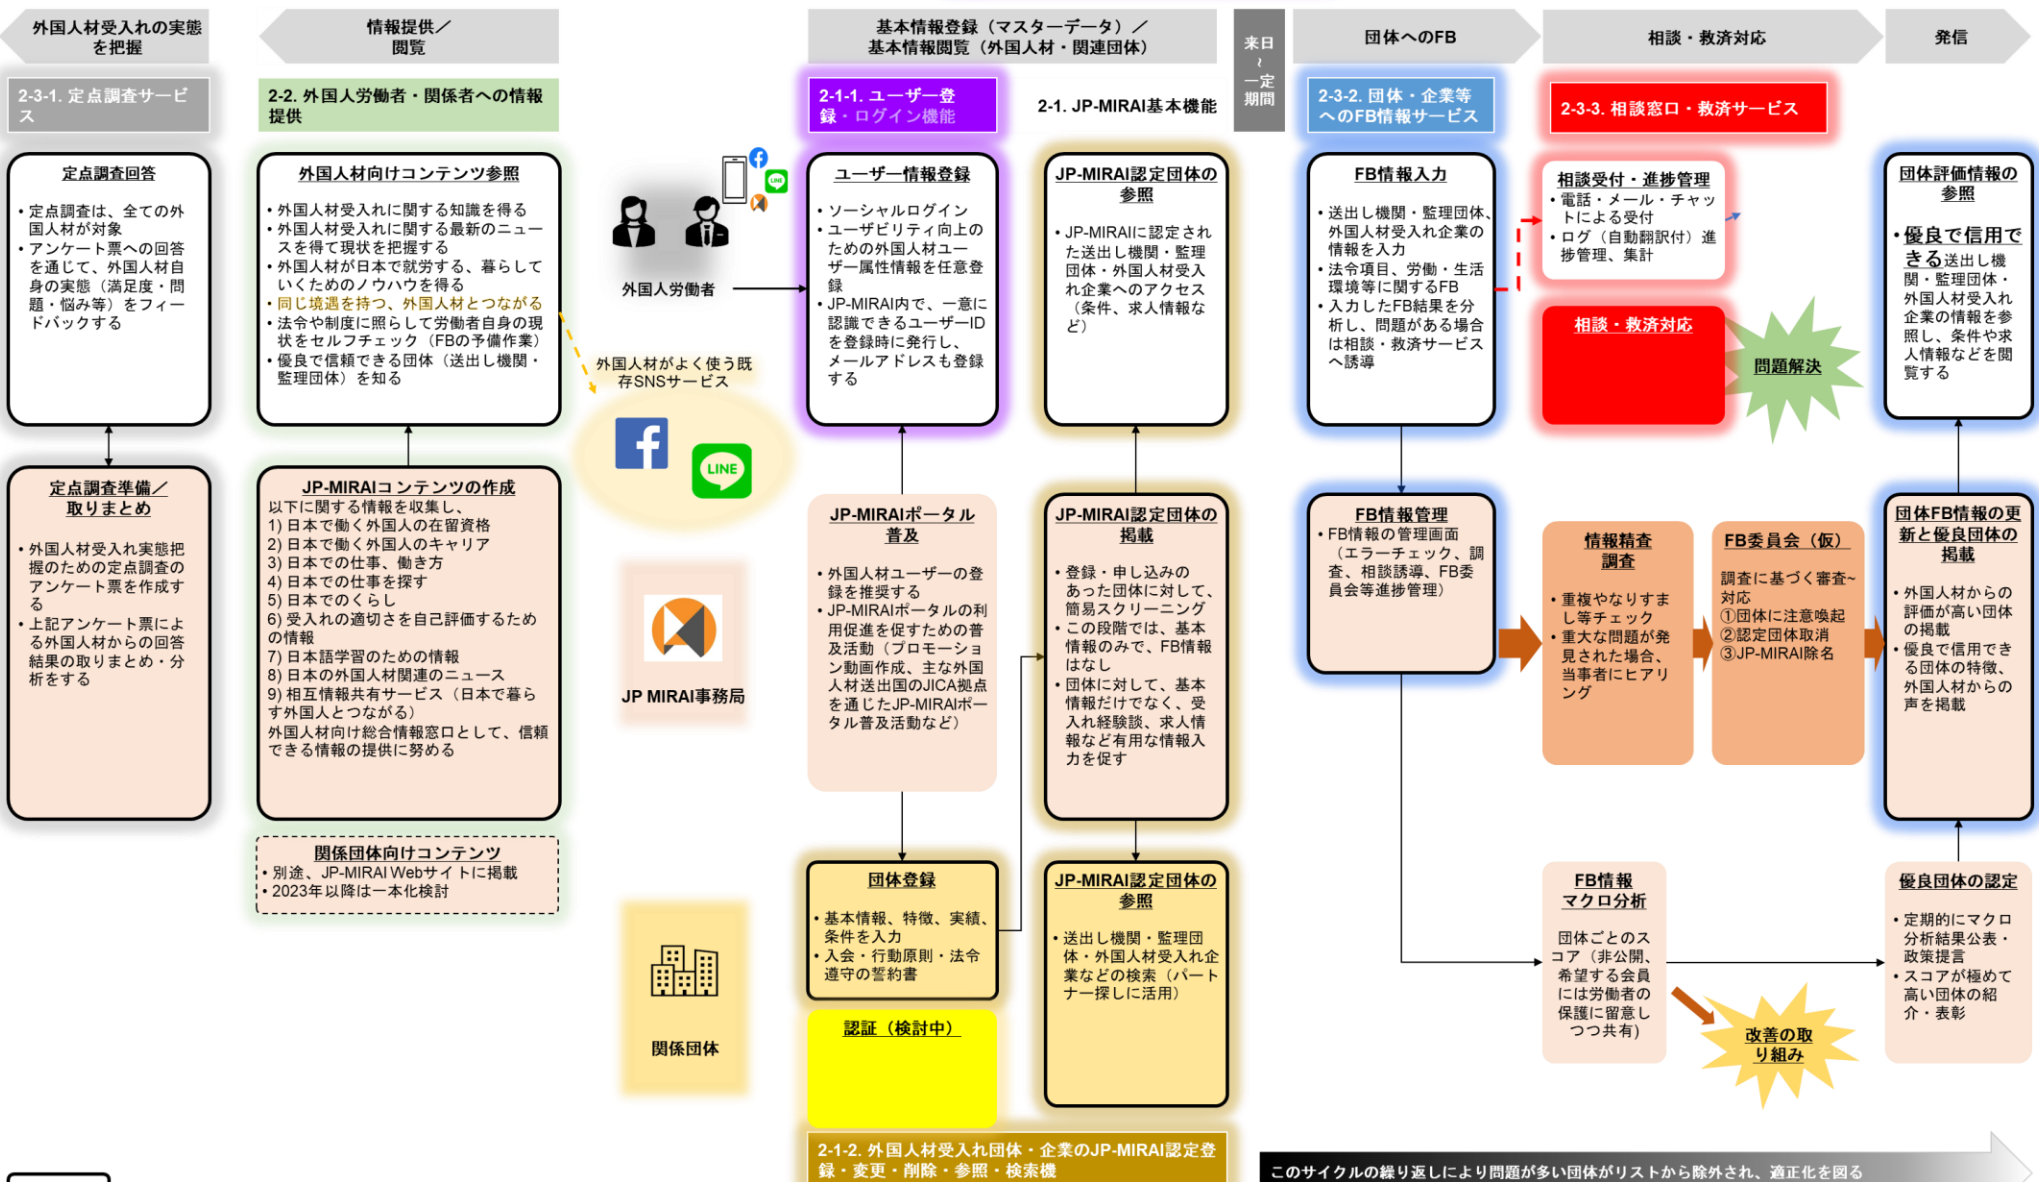 外国人材受入れの実態
を把握
情報提供／
閲覧
基本情報登録（マスターデータ）／
基本情報閲覧（外国人材・関連団体）
来日
～
一定
期間
団体へのFB
相談・救済対応
発信
2-3-1. 定点調査サービ
ス
2-2. 外国人労働者・関係者への情報
提供
2-1-1. ユーザー登
録・ログイン機能
2-1. JP-MIRAI基本機能
2-3-2. 団体・企業等
へのFB情報サービス
2-3-3. 相談窓口・救済サービス
定点調査回答
• 定点調査は、全ての外
国人材が対象
• アンケート票への回答
を通じて、外国人材自
身の実態（満足度・問
題・悩み等）をフィー
ドバックする
外国人材向けコンテンツ参照
• 外国人材受入れに関する知識を得る
• 外国人材受入れに関する最新のニュー
スを得て現状を把握する
• 外国人材が日本で就労する、暮らして
いくためのノウハウを得る
• 同じ境遇を持つ、外国人材とつながる
• 法令や制度に照らして労働者自身の現
状をセルフチェック（FBの予備作業）
• 優良で信頼できる団体（送出し機関・
監理団体）を知る
LINE
外国人労働者
外国人材がよく使う既
存SNSサービス
LINE
ユーザー情報登録
• ソーシャルログイン
• ユーザビリティ向上の
ための外国人材ユー
ザー属性情報を任意登
録
• JP-MIRAI内で、一意に
認識できるユーザーID
を登録時に発行し、
メールアドレスも登録
する
JP-MIRAI認定団体の
参照
• JP-MIRAIに認定され
た送出し機関・監理
団体・外国人材受入
れ企業へのアクセス
（条件、求人情報な
ど）
FB情報入力
• 送出し機関・監理団体、
外国人材受入れ企業の
情報を入力
• 法令項目、労働・生活
環境等に関するFB
• 入力したFB結果を分
析し、問題がある場合
は相談・救済サービス
へ誘導
相談受付・進捗管理
• 電話・メール・チャッ
トによる受付
• ログ（自動翻訳付）進
捗管理、集計
相談・救済対応
問題解決
団体評価情報の
参照
• 優良で信用で
きる送出し機
関・監理団体・
外国人材受入れ
企業の情報を参
照し、条件や求
人情報などを閲
覧する
定点調査準備／
取りまとめ
• 外国人材受入れ実態把
握のための定点調査の
アンケート票を作成す
る
• 上記アンケート票によ
る外国人材からの回答
結果の取りまとめ・分
析をする
JP-MIRAIコンテンツの作成
以下に関する情報を収集し、
1) 日本で働く外国人の在留資格
2) 日本で働く外国人のキャリア
3) 日本での仕事、働き方
4) 日本での仕事を探す
5) 日本でのくらし
6) 受入れの適切さを自己評価するため
の情報
7) 日本語学習のための情報
8) 日本の外国人材関連のニュース
9) 相互情報共有サービス（日本で暮ら
す外国人とつながる）
外国人材向け総合情報窓口として、信頼
できる情報の提供に努める
関係団体向けコンテンツ
• 別途、JP-MIRAI Webサイトに掲載
• 2023年以降は一本化検討
JP MIRAI事務局
関係団体
JP-MIRAIポータル
普及
• 外国人材ユーザーの登
録を推奨する
• JP-MIRAIポータルの利
用促進を促すための普
及活動（プロモーショ
ン動画作成、主な外国
人材送出国のJICA拠点
を通じたJP-MIRAIポー
タル普及活動など）
JP-MIRAI認定団体の
掲載
• 登録・申し込みの
あった団体に対して、
簡易スクリーニング
• この段階では、基本
情報のみで、FB情報
はなし
• 団体に対して、基本
情報だけでなく、受
入れ経験談、求人情
報など有用な情報入
力を促す
団体登録
• 基本情報、特徴、実績、
条件を入力
• 入会・行動原則・法令
遵守の誓約書
認証（検討中）
JP-MIRAI認定団体の
参照
• 送出し機関・監理団
体・外国人材受入れ企
業などの検索（パート
ナー探しに活用）
2-1-2. 外国人材受入れ団体・企業のJP-MIRAI認定登
録・変更・削除・参照・検索機
FB情報管理
• FB情報の管理画面
（エラーチェック、調
査、相談誘導、FB委
員会等進捗管理）
情報精査
調査
• 重複やなりすま
し等チェック
• 重大な問題が発
見された場合、
当事者にヒアリ
ング
FB委員会（仮）
調査に基づく審査~
対応
①団体に注意喚起
②認定団体取消
③JP-MIRAI除名
団体FB情報の更
新と優良団体の
掲載
• 外国人材からの
評価が高い団体
の掲載
• 優良で信用でき
る団体の特徴、
外国人材からの
声を掲載
FB情報
マクロ分析
団体ごとのス
コア（非公開、
希望する会員
には労働者の
保護に留意し
つつ共有）
改善の取
り組み
優良団体の認定
• 定期的にマクロ
分析結果公表・
政策提言
• スコアが極めて
高い団体の紹
介・表彰
このサイクルの繰り返しにより問題が多い団体がリストから除外され、適正化を図る